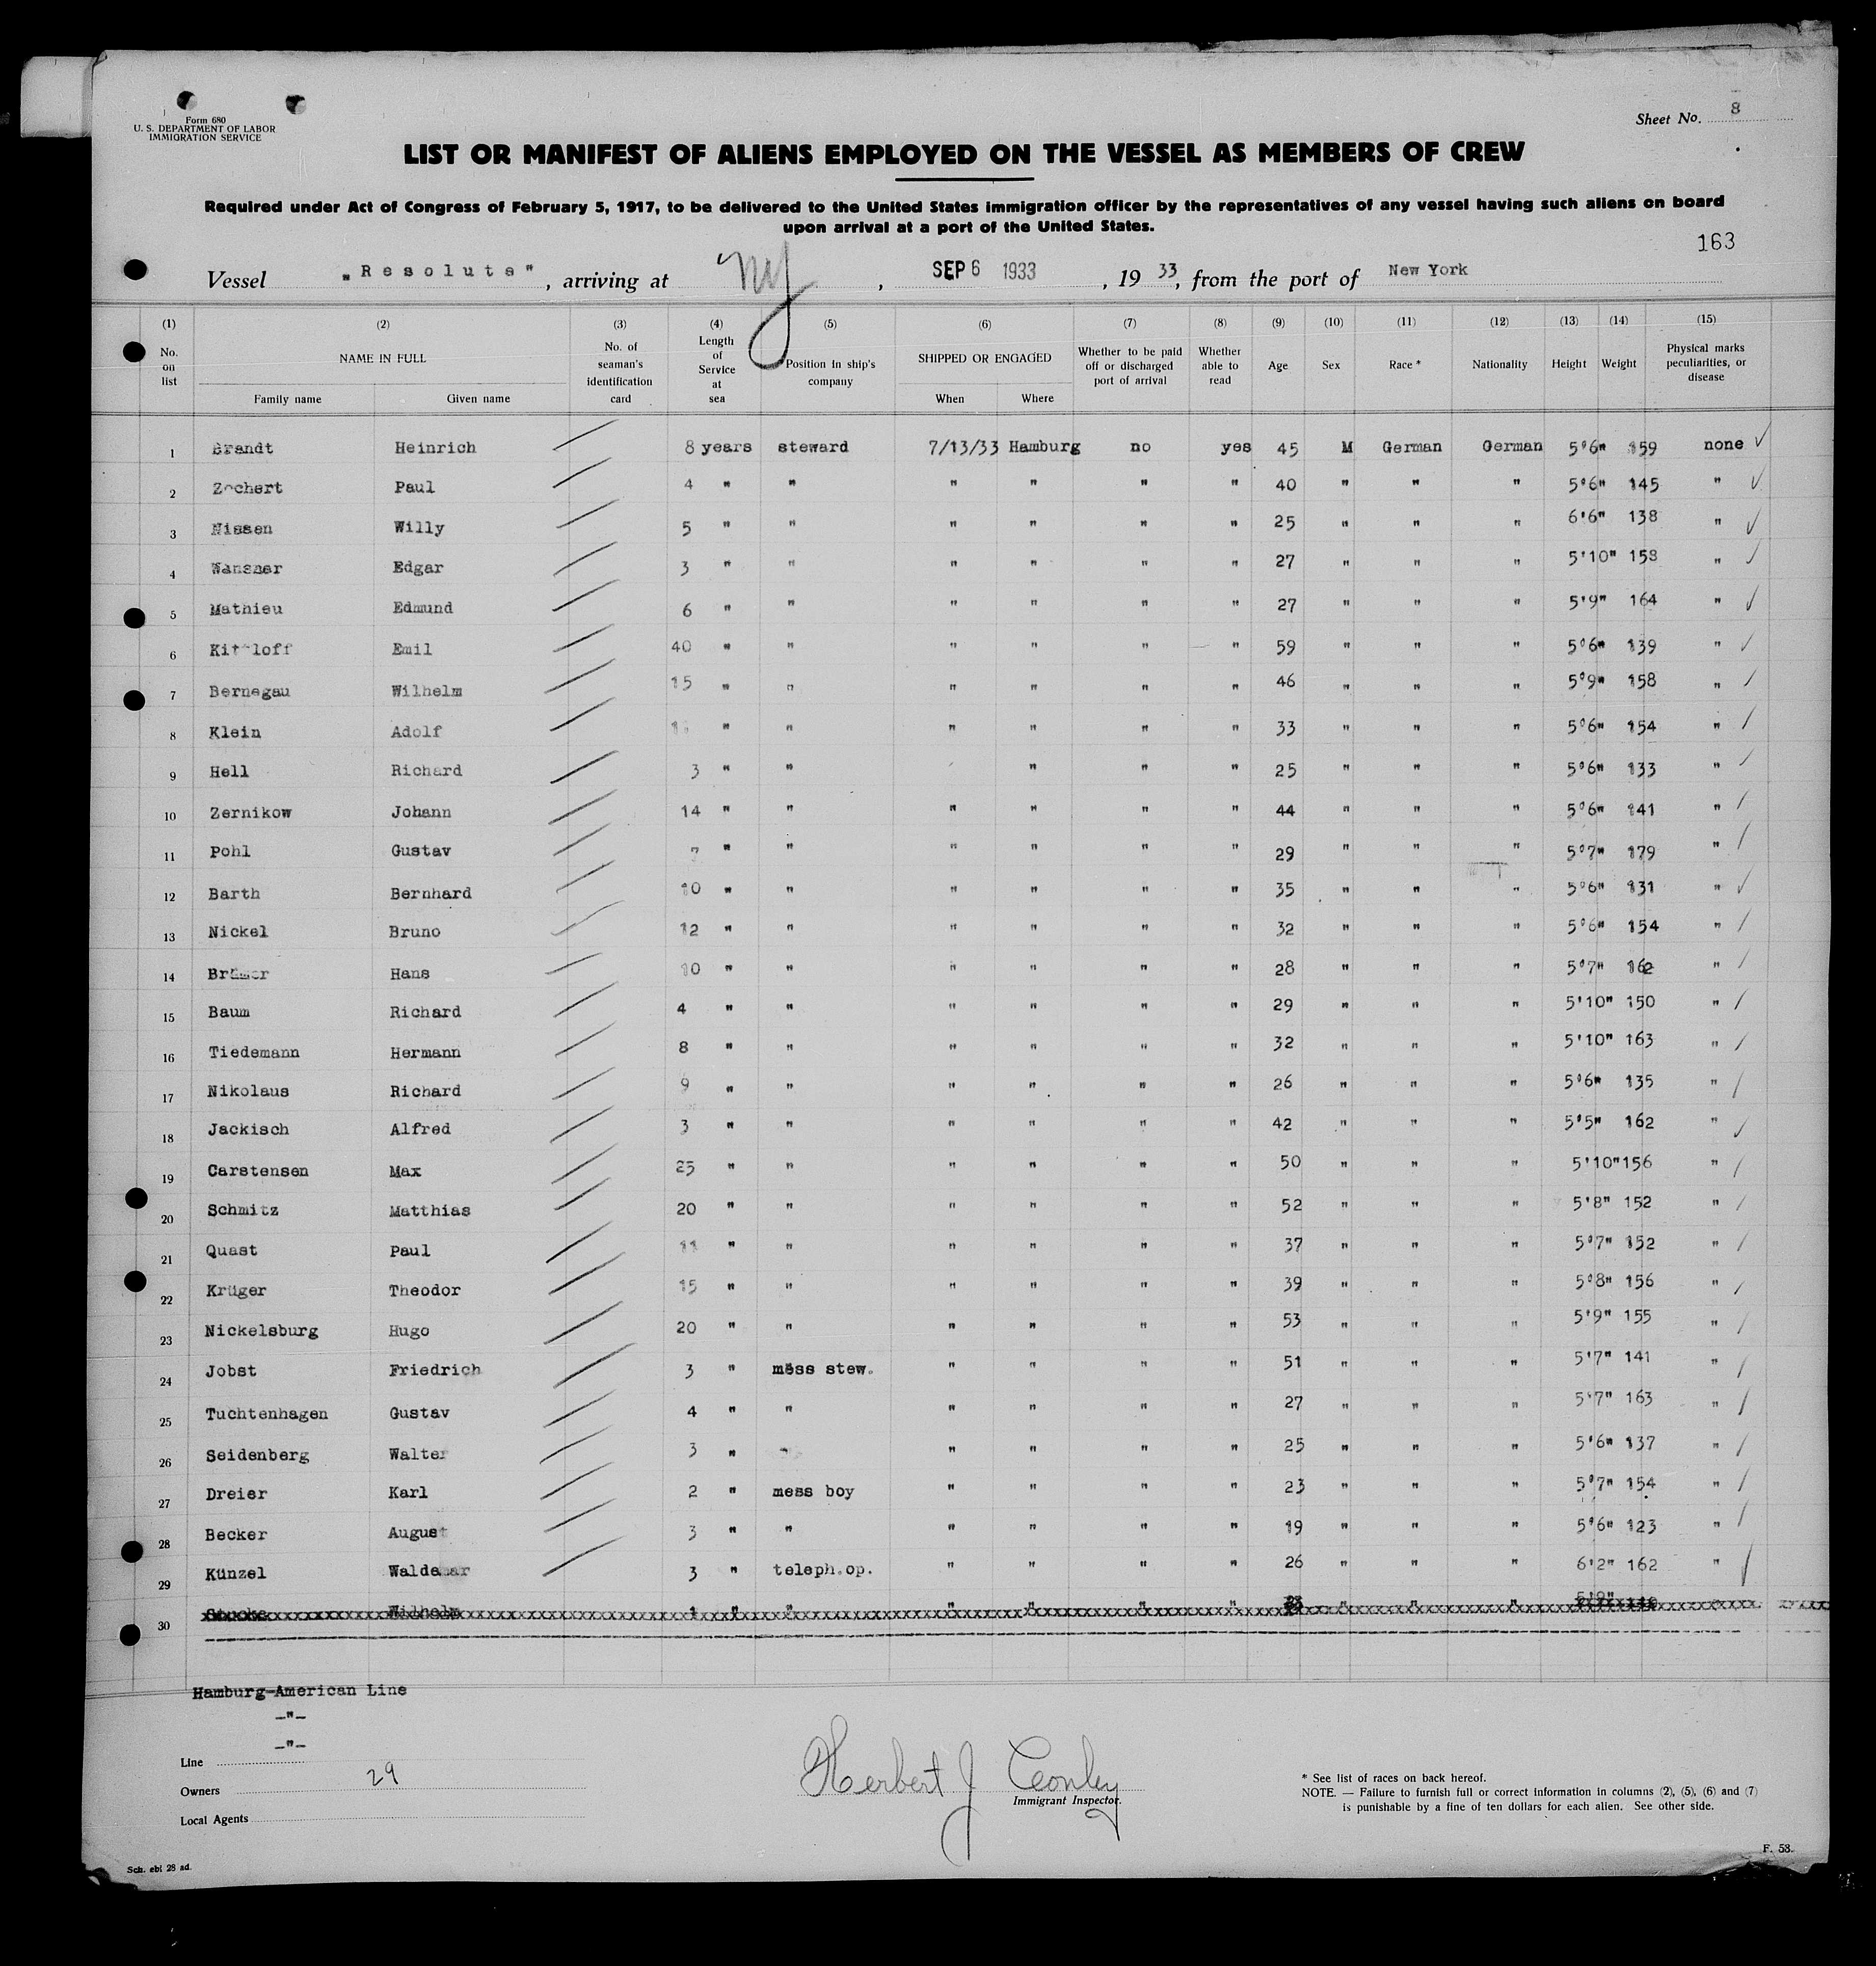 Form 680
U. S. DEPARTMENT OF LABOR
IMMIGRATION SERVICE
Sheet No. 8
LIST OR MANIFEST OF ALIENS EMPLOYED ON THE VESSEL AS MEMBERS OF CREW
Required under Act of Congress of February 5, 1917, to be delivered to the United States immigration officer by the representatives of any vessel having such aliens on board
upon arrival at a port of the United States.
163
Vessel "Resolute", arriving at NY, SEP 6 1933, 19 33, from the port of New York
(1) (2) (3) (4) (5) (6) (7) (8) (9) (10) (11) (12) (13) (14) (15)
No. on list NAME IN FULL Family name Given name No. of seaman's identification card Length of Service at sea Position in ship's company SHIPPED OR ENGAGED When Where Whether to be paid off or discharged port of arrival Whether able to read Age Sex Race * Nationality Height Weight Physical marks peculiarities, or disease
1 Brandt Heinrich 8 years steward 7/13/33 Hamburg no yes 45 M German German 5'6" 159 none
2 Zochert Paul 4 " " " " " " 40 " " " 5'6" 145 "
3 Nissen Willy 5 " " " " " " 25 " " " 6'6" 138 "
4 Edgar 3 " " " " " " 27 " " " 5'10" 158 "
5 Mathieu Edmund 6 " " " " " " 27 " " " 5'9" 164 "
6 Kittloff Emil 40 " " " " " " 59 " " " 5'6" 139 "
7 Bernegau Wilhelm 15 " " " " " " 46 " " " 5'9" 158 "
8 Klein Adolf " " " " " " 33 " " " 5'6" 154 "
9 Hell Richard 3 " " " " " 25 " " " 5'6" 133 "
10 Zernikow Johann 14 " " " " " " 44 " " " 5'6" 141 "
11 Pohl Gustav 7 " " " " " " 29 " " " 5'7" 179 "
12 Barth Bernhard 10 " " " " " " 35 " " " 5'6" 131 "
13 Nickel Bruno 12 " " " " " " 32 " " " 5'6" 154 "
14 Hans 10 " " " " " " 28 " " " 5'7" 162 "
15 Baum Richard 4 " " " " " " 29 " " " 5'10" 150 "
16 Tiedemann Hermann 8 " " " " " " 32 " " " 5'10" 163 "
17 Nikolaus Richard 9 " " " " " " 26 " " " 5'6" 135 "
18 Jackisch Alfred 3 " " " " " " 42 " " " 5'5" 162 "
19 Carstensen Max 25 " " " " " " 50 " " " 5'10" 156 "
20 Schmitz Matthias 20 " " " " " " 52 " " " 5'8" 152 "
21 Quast Paul 11 " " " " " " 37 " " " 5'7" 152 "
22 Krüger Theodor 15 " " " " " " 39 " " " 5'8" 156 "
23 Nickelsburg Hugo 20 " " " " " " 53 " " " 5'9" 155 "
24 Jobst Friedrich 3 " mess stew. " " " " 51 " " " 5'7" 141 "
25 Tuchtenhagen Gustav 4 " " " " " " 27 " " " 5'7" 163 "
26 Seidenberg Walter 3 " " " " " " 25 " " " 5'6" 137 "
27 Dreier Karl 2 " mess boy " " " " 23 " " " 5'7" 154 "
28 Becker August 3 " " " " " " 19 " " " 5'6" 123 "
29 Künzel Waldemar 3 " teleph.op. " " " " 26 " " " 6'2" 162 "
30 Wilhelm 1 " " " " " " " " "
Hamburg-American Line
-"-
-"-
Line
Owners 29
Local Agents
Herbert J Conley
Immigrant Inspector.
* See list of races on back hereof.
NOTE. — Failure to furnish full or correct information in columns (2), (5), (6) and (7)
is punishable by a fine of ten dollars for each alien. See other side.
Sch. ebl 28 ad.
F. 53.